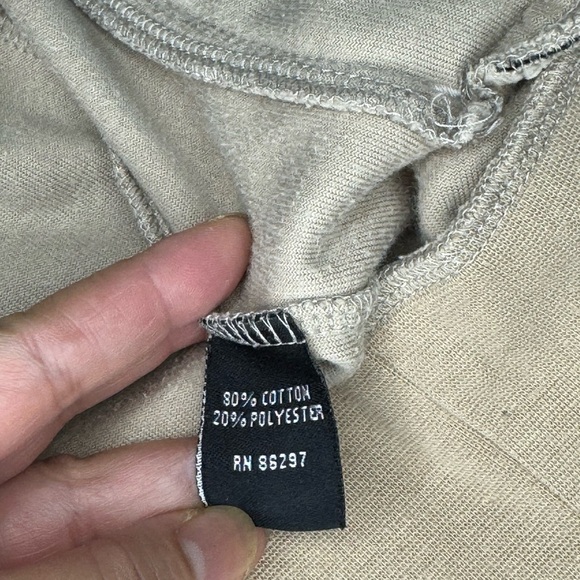 80% COTTON
20% POLYESTER
RN 86297